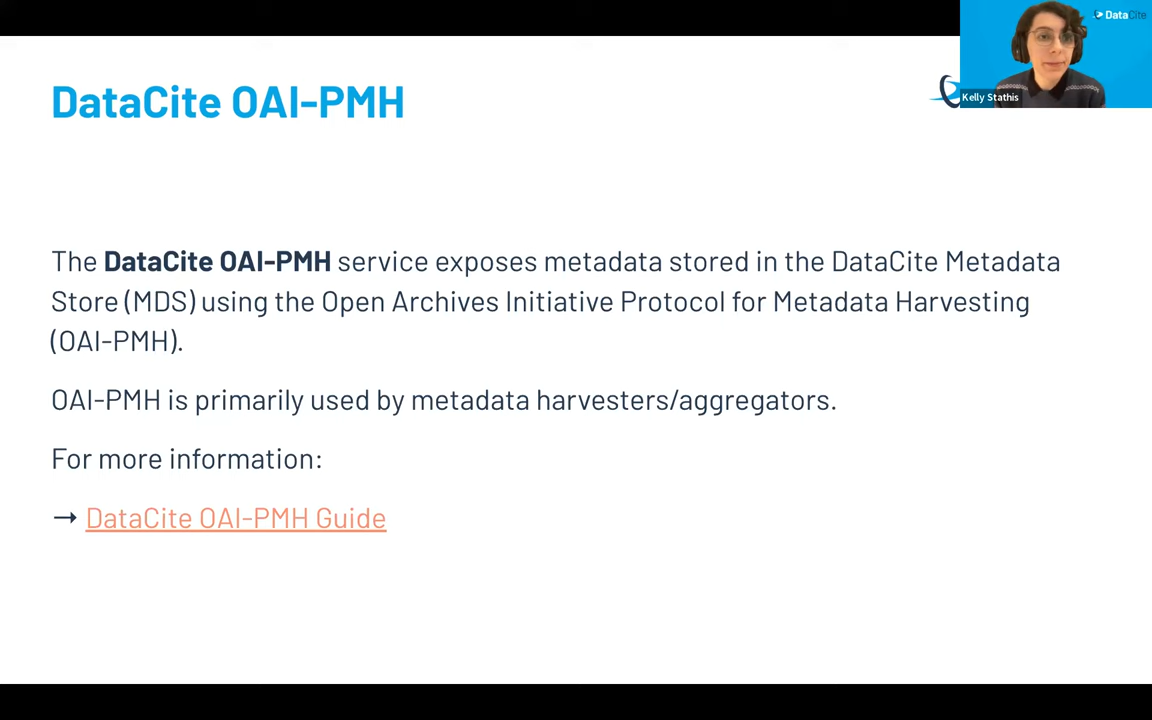 DataCite
Kelly Stathis
DataCite OAI-PMH
The DataCite OAI-PMH service exposes metadata stored in the DataCite Metadata
Store (MDS) using the Open Archives Initiative Protocol for Metadata Harvesting
(OAI-PMH).
OAI-PMH is primarily used by metadata harvesters/aggregators.
For more information:
→ DataCite OAI-PMH Guide